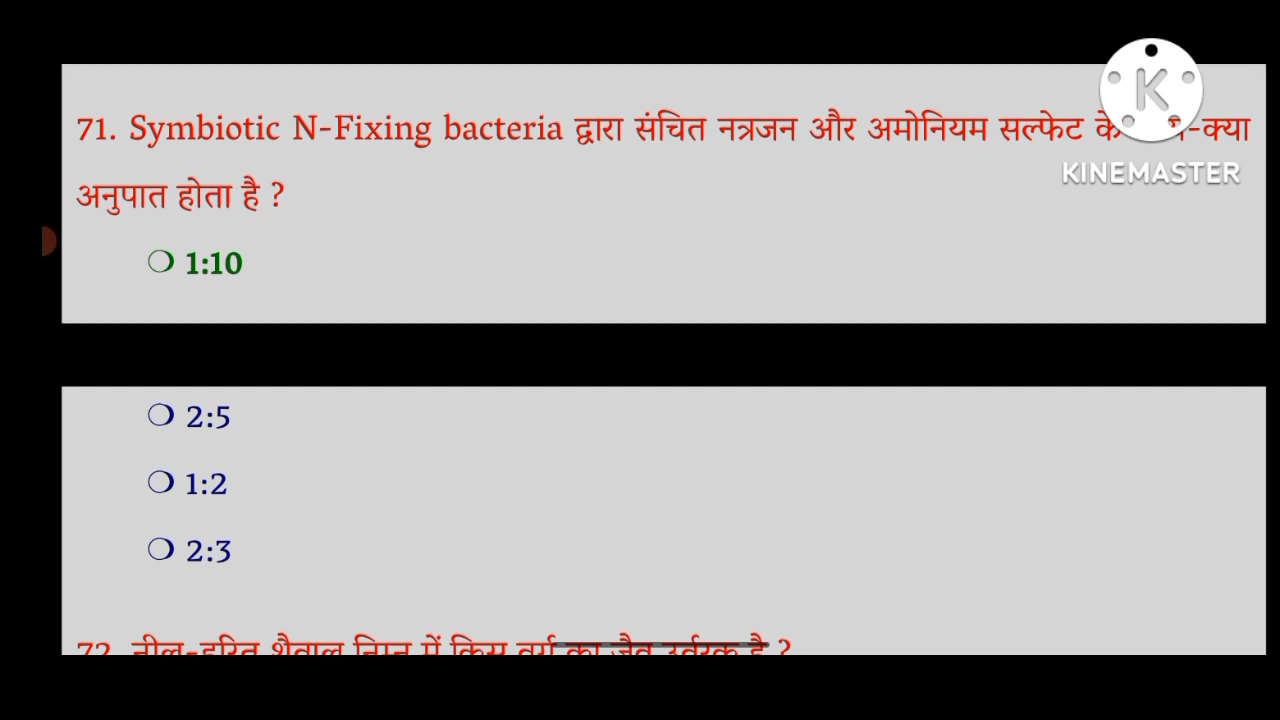 71. Symbiotic N-Fixing bacteria द्वारा संचित नत्रजन और अमोनियम सल्फेट के -क्या
KINEMASTER
अनुपात होता है ?
1:10
2:5
1:2
2:3
72. नील-हरित शैवाल निम्न में किस वर्ग का जैव उर्वरक है ?